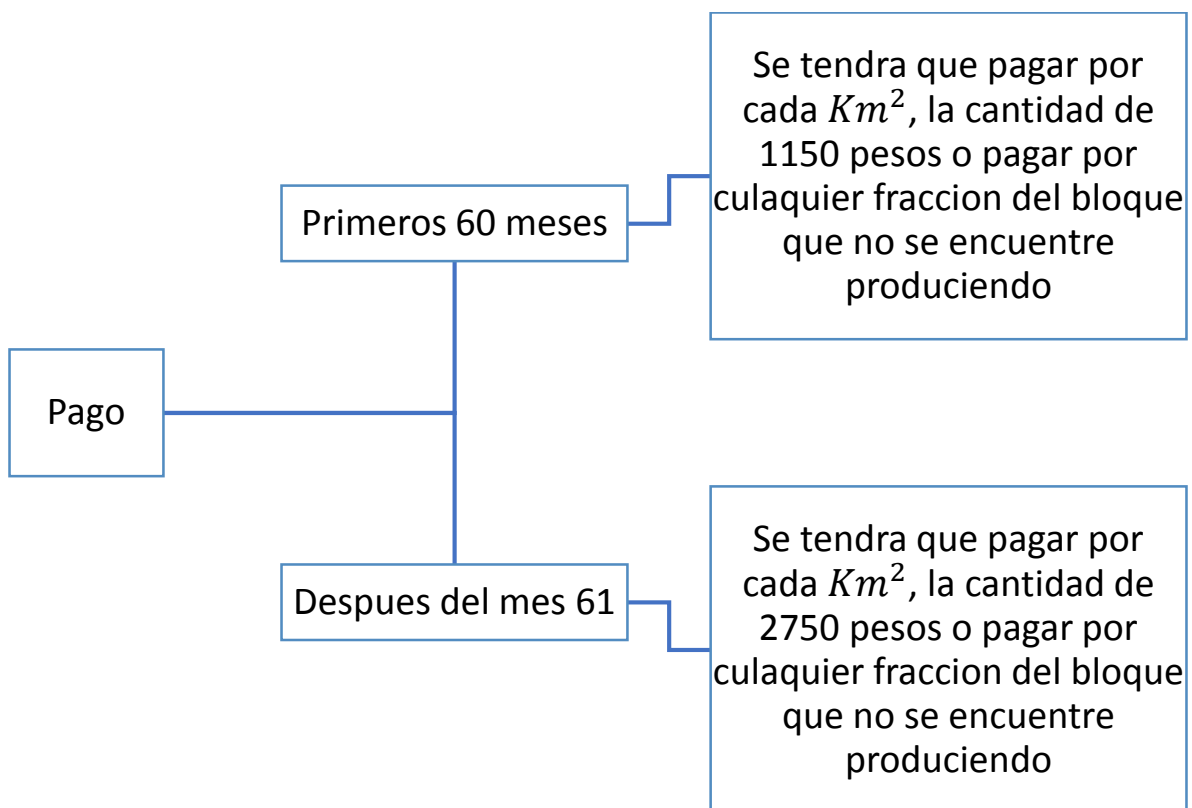 Pago
Primeros 60 meses
Se tendra que pagar por
cada Km², la cantidad de
1150 pesos o pagar por
culaquier fraccion del bloque
que no se encuentre
produciendo
Despues del mes 61
Se tendra que pagar por
cada Km², la cantidad de
2750 pesos o pagar por
culaquier fraccion del bloque
que no se encuentre
produciendo